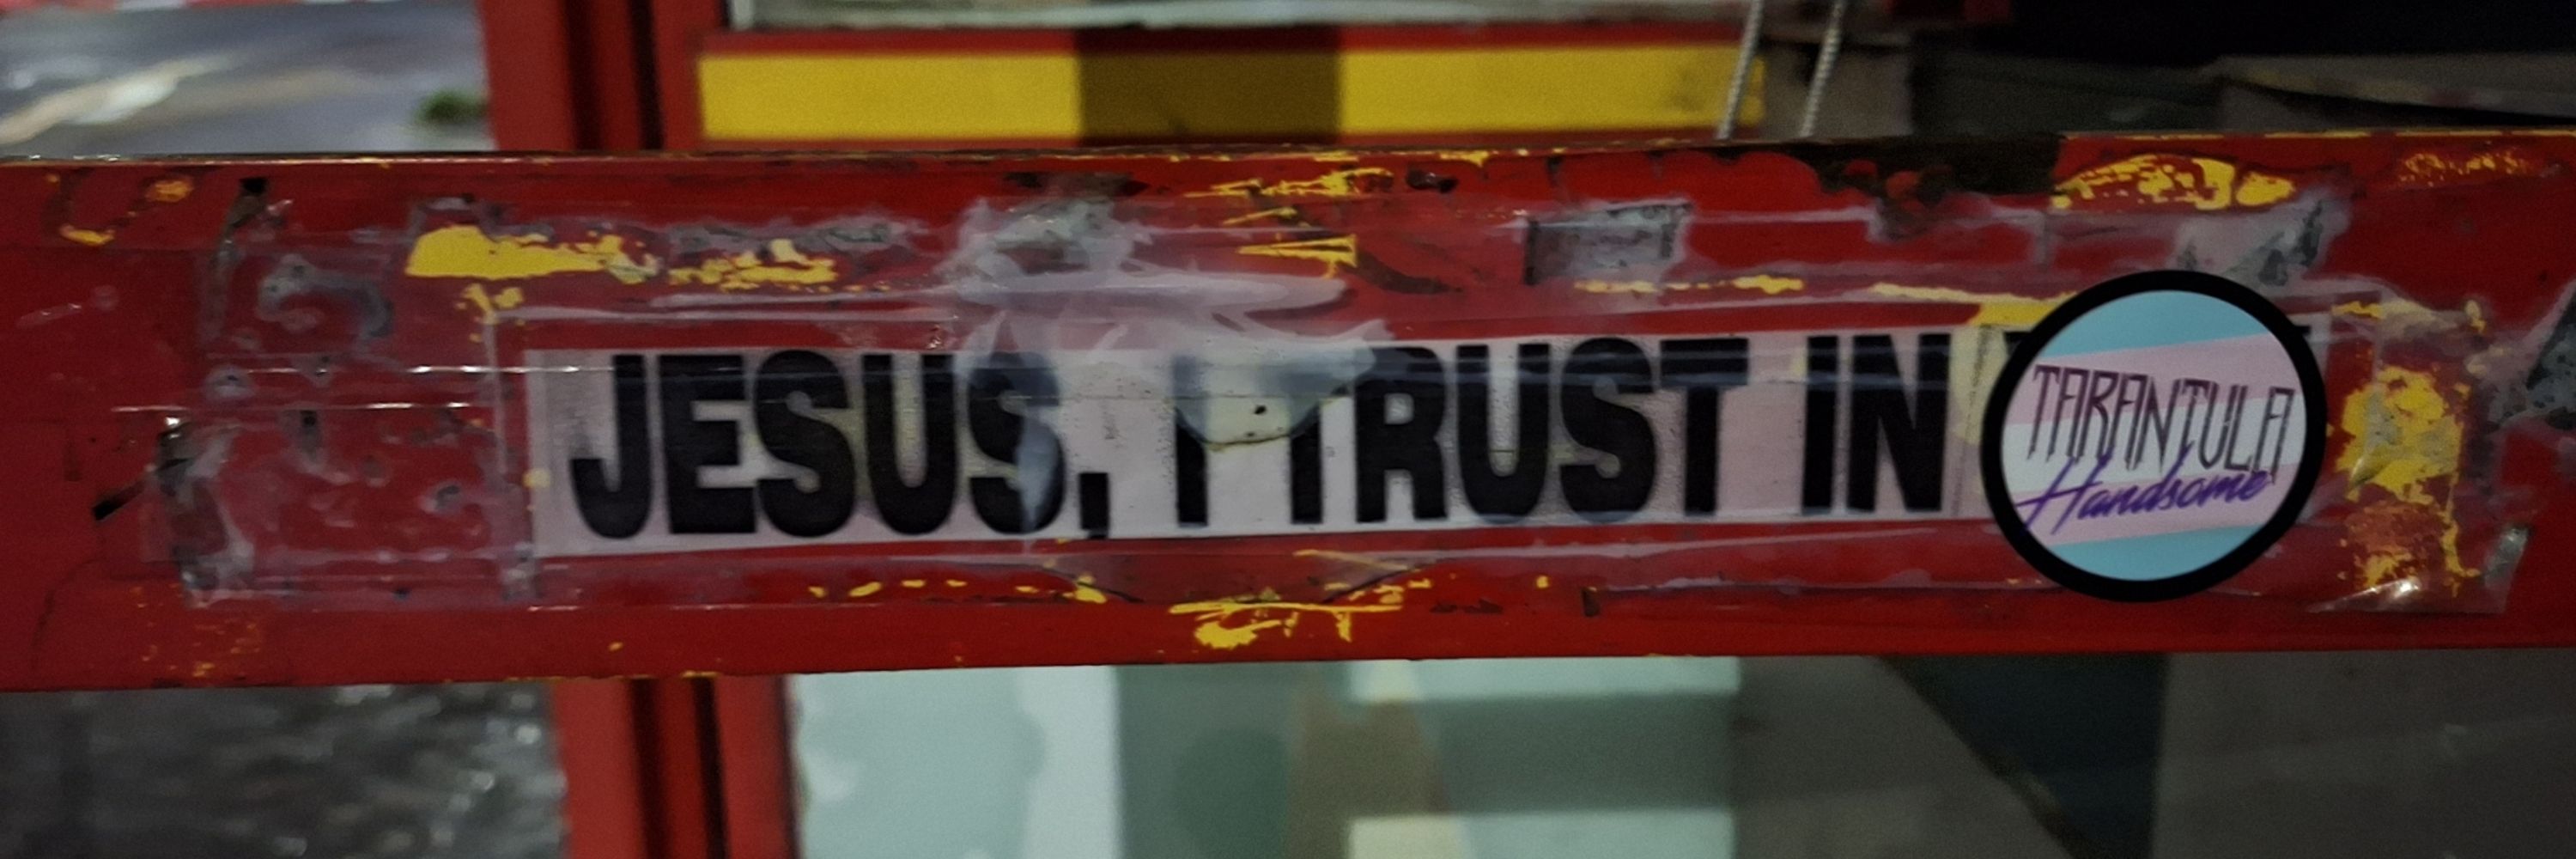 JESUS, I TRUST IN
TARANTULA
Handsome